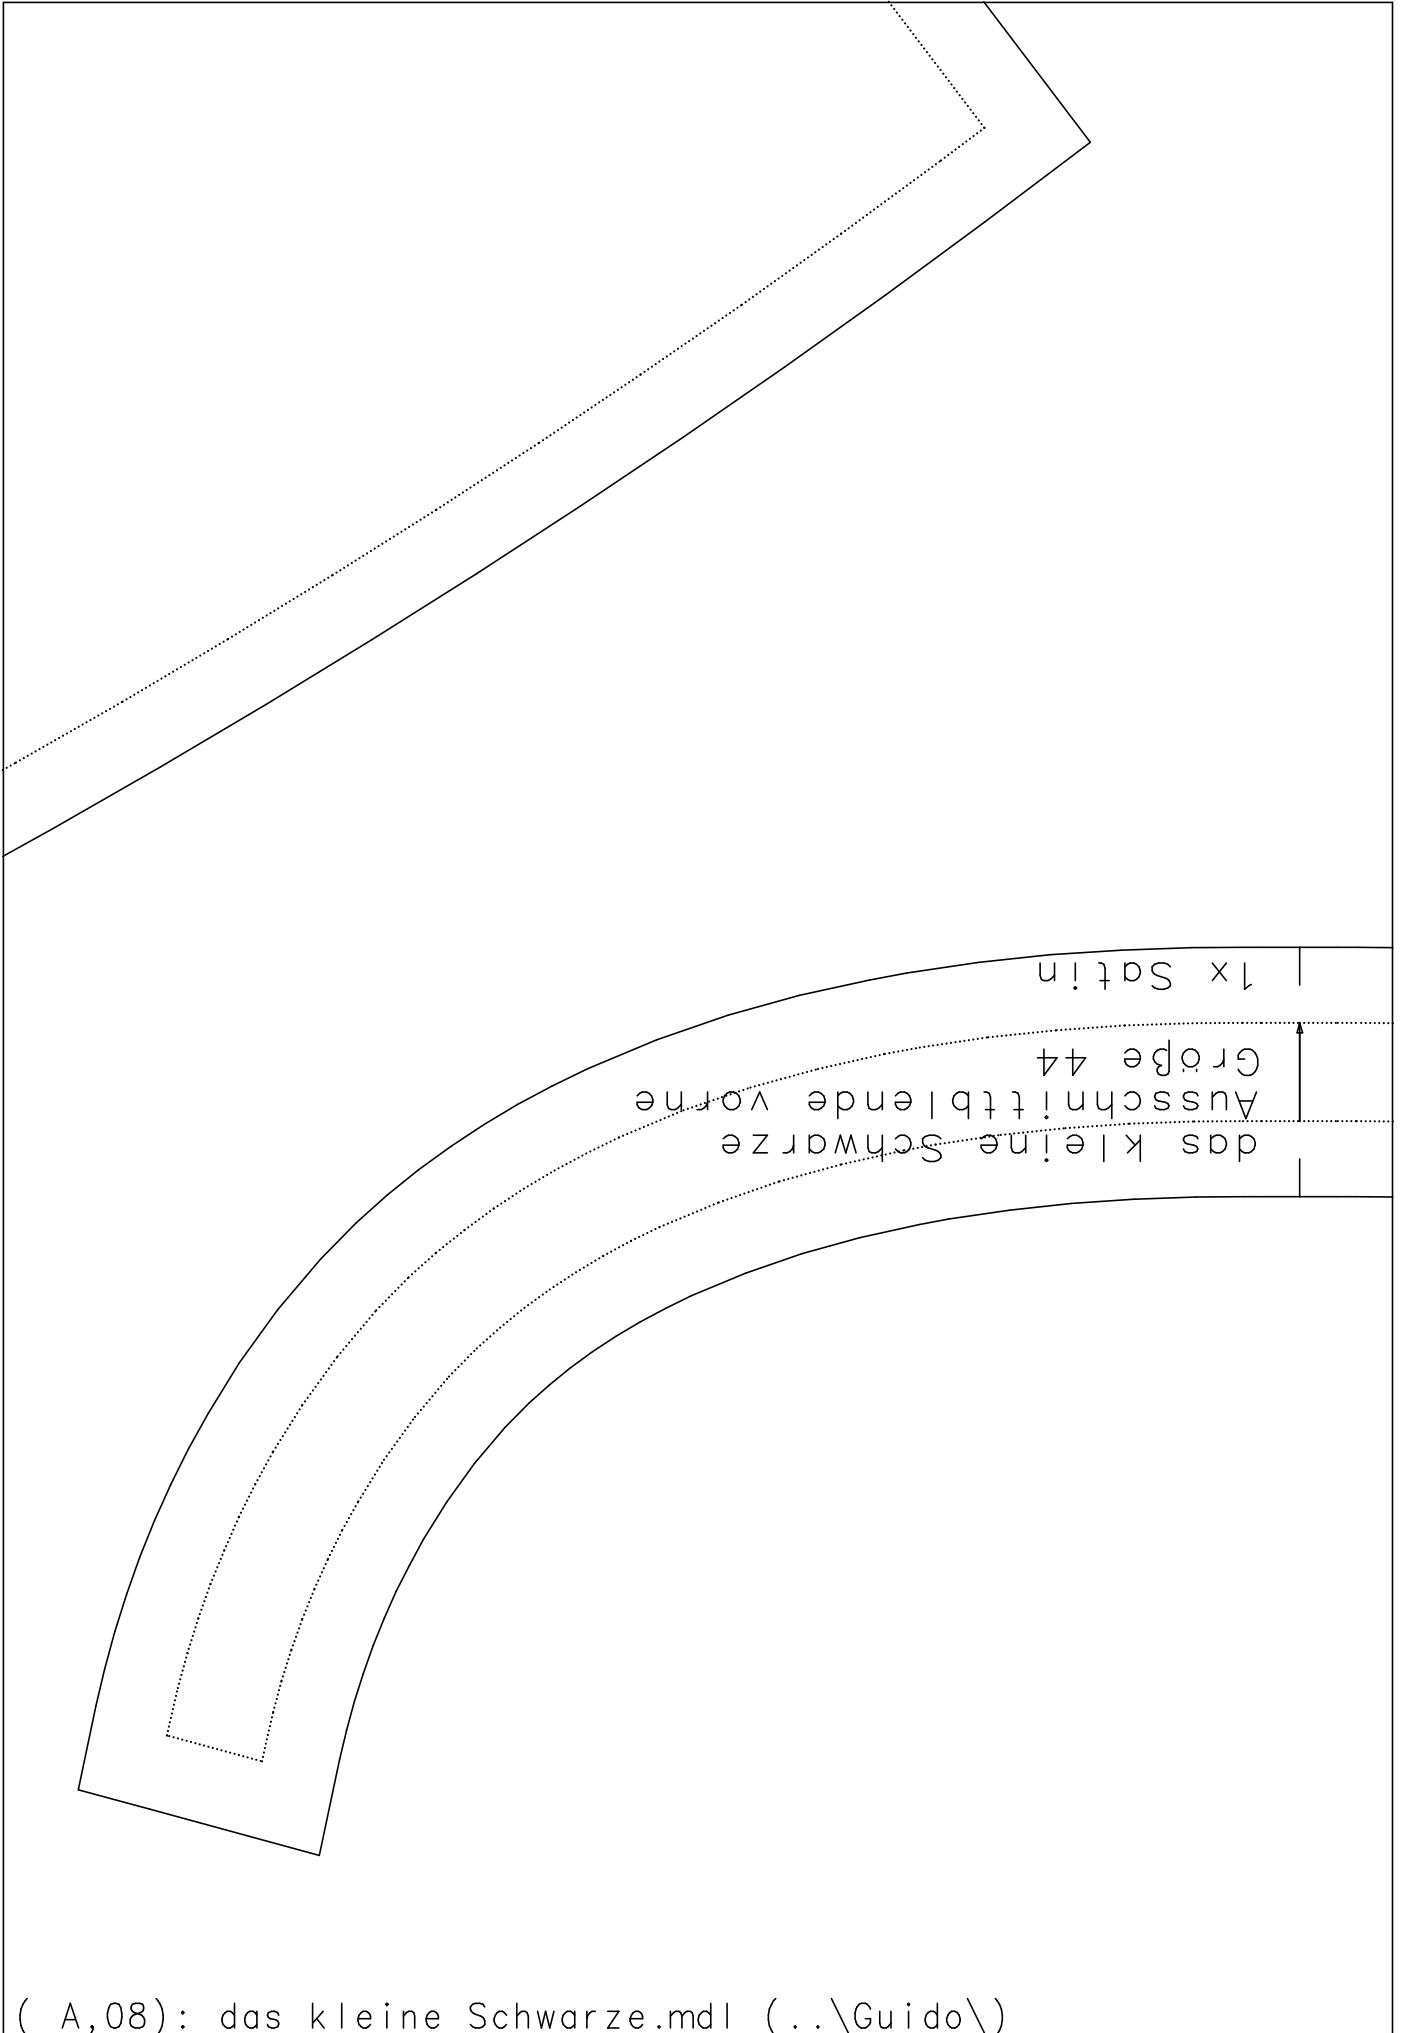 das kleine Schwarze
Ausschnittblende vorne
Größe 44
1x Satin
( A,08): das kleine Schwarze.mdl (..\Guido\)